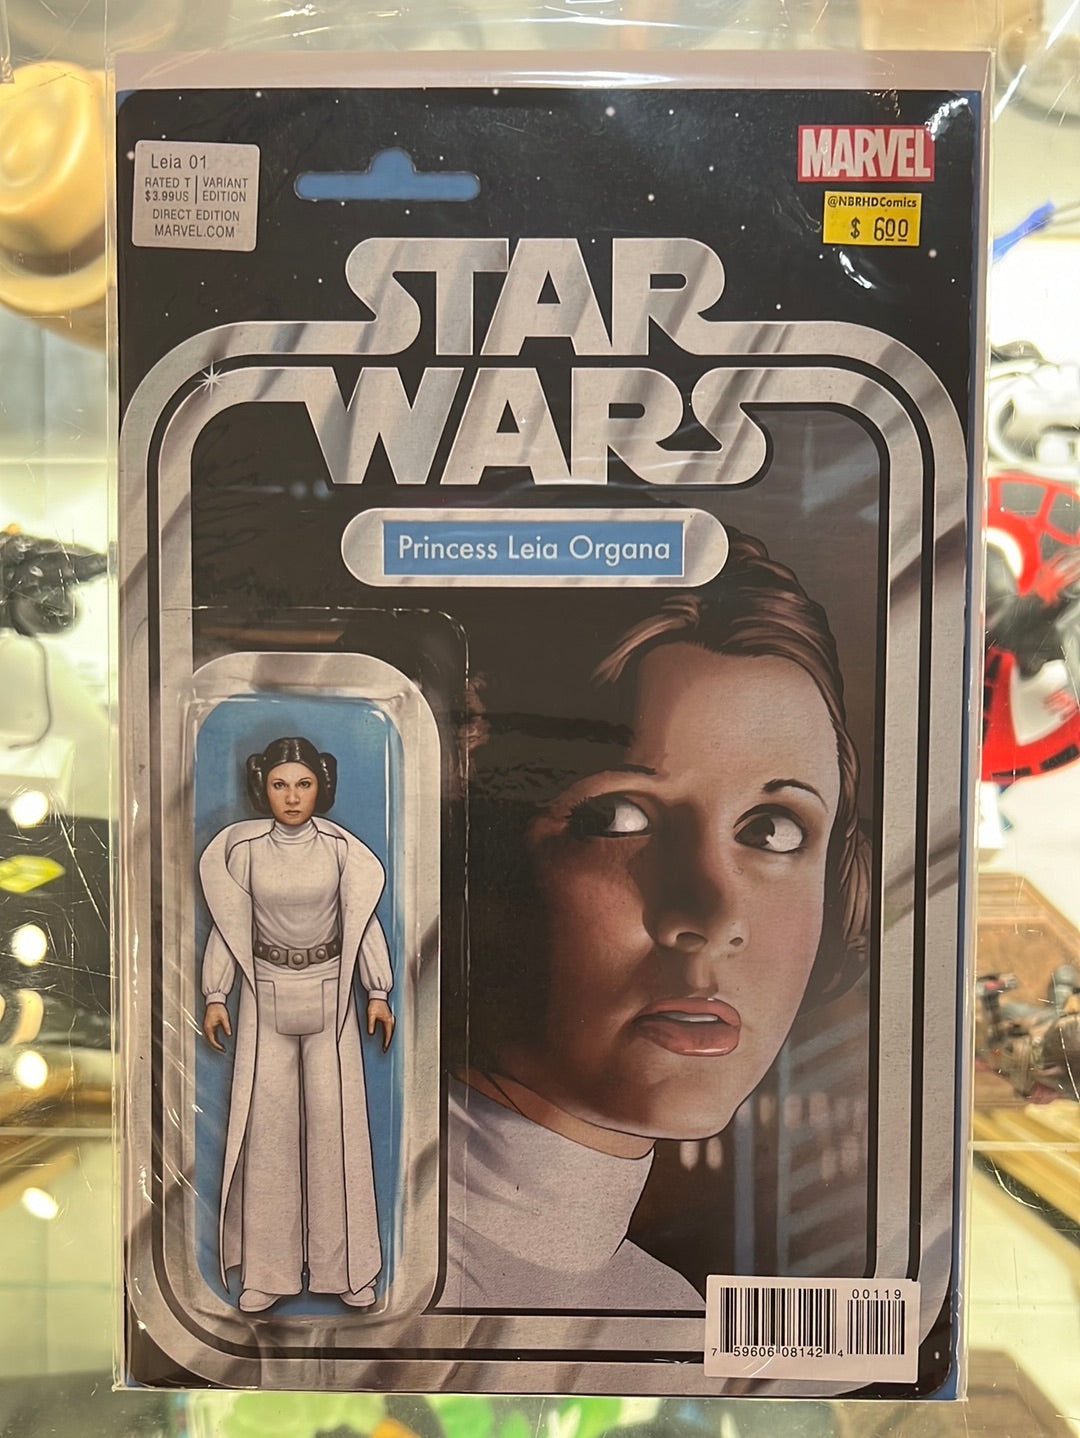 Leia 01
RATED T | VARIANT
$3.99US | EDITION
DIRECT EDITION
MARVEL.COM
MARVEL
@NBRHDComics
$ 6.00
STAR
WARS
Princess Leia Organa
00119
7 59606 08142 4